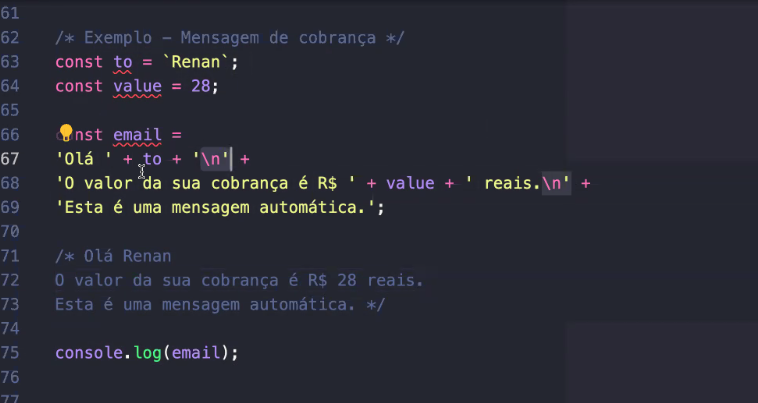 61
62 /* Exemplo - Mensagem de cobrança */
63 const to = `Renan`;
64 const value = 28;
65
66 const email =
67 'Olá ' + to + '\n' +
68 'O valor da sua cobrança é R$ ' + value + ' reais.\n' +
69 'Esta é uma mensagem automática.';
70
71 /* Olá Renan
72 O valor da sua cobrança é R$ 28 reais.
73 Esta é uma mensagem automática. */
74
75 console.log(email);
76
77